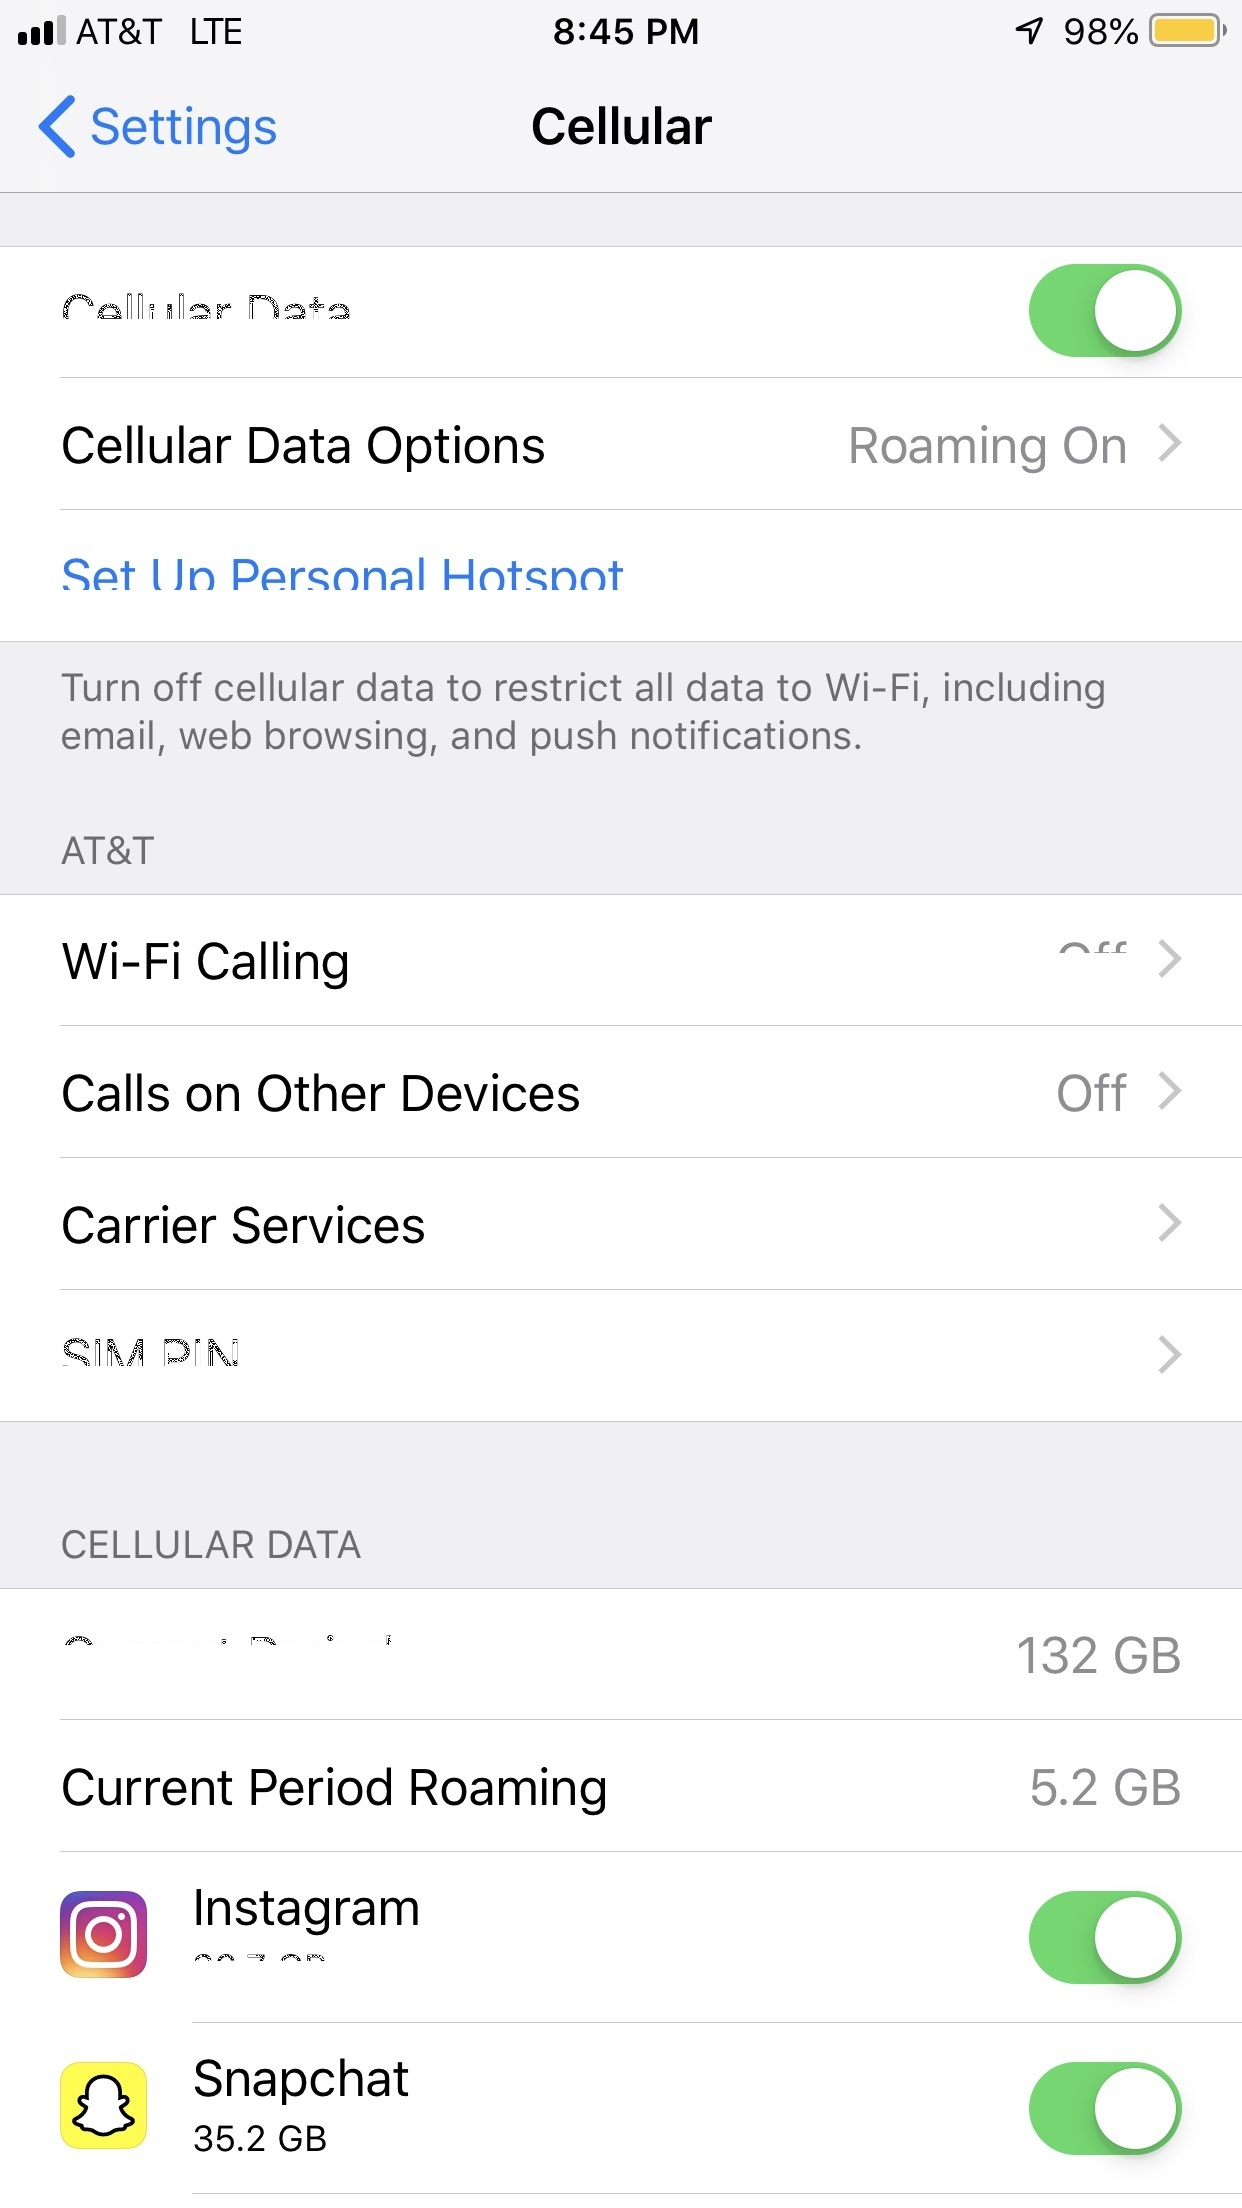 AT&T LTE 8:45 PM 98%
Settings Cellular
Cellular Data
Cellular Data Options Roaming On
Set Up Personal Hotspot
Turn off cellular data to restrict all data to Wi-Fi, including
email, web browsing, and push notifications.
AT&T
Wi-Fi Calling Off
Calls on Other Devices Off
Carrier Services
SIM PIN
CELLULAR DATA
132 GB
Current Period Roaming 5.2 GB
Instagram
Snapchat
35.2 GB